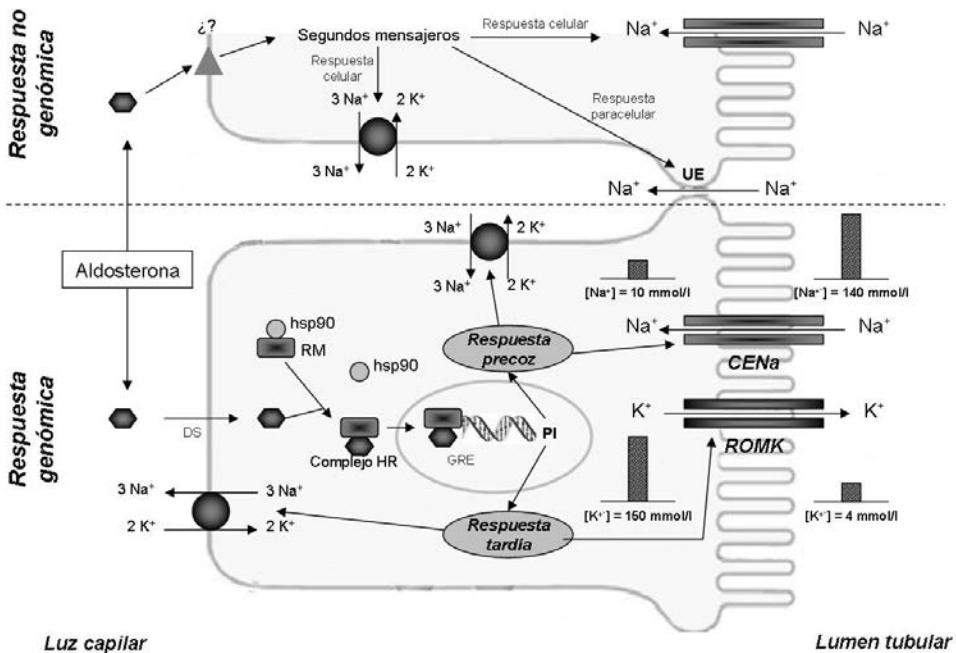 Respuesta no
genómica
¿?
Segundos mensajeros
Respuesta celular
Na⁺
Na⁺
Respuesta
celular
3 Na⁺
2 K⁺
3 Na⁺
2 K⁺
Respuesta
paracelular
UE
Na⁺
Na⁺
Aldosterona
Respuesta
genómica
3 Na⁺
2 K⁺
3 Na⁺
2 K⁺
[Na⁺] = 10 mmol/l
[Na⁺] = 140 mmol/l
hsp90
RM
hsp90
Respuesta
precoz
Na⁺
Na⁺
CENa
DS
Complejo HR
GRE
PI
K⁺
K⁺
ROMK
3 Na⁺
3 Na⁺
2 K⁺
2 K⁺
Respuesta
tardía
[K⁺] = 150 mmol/l
[K⁺] = 4 mmol/l
Luz capilar
Lumen tubular